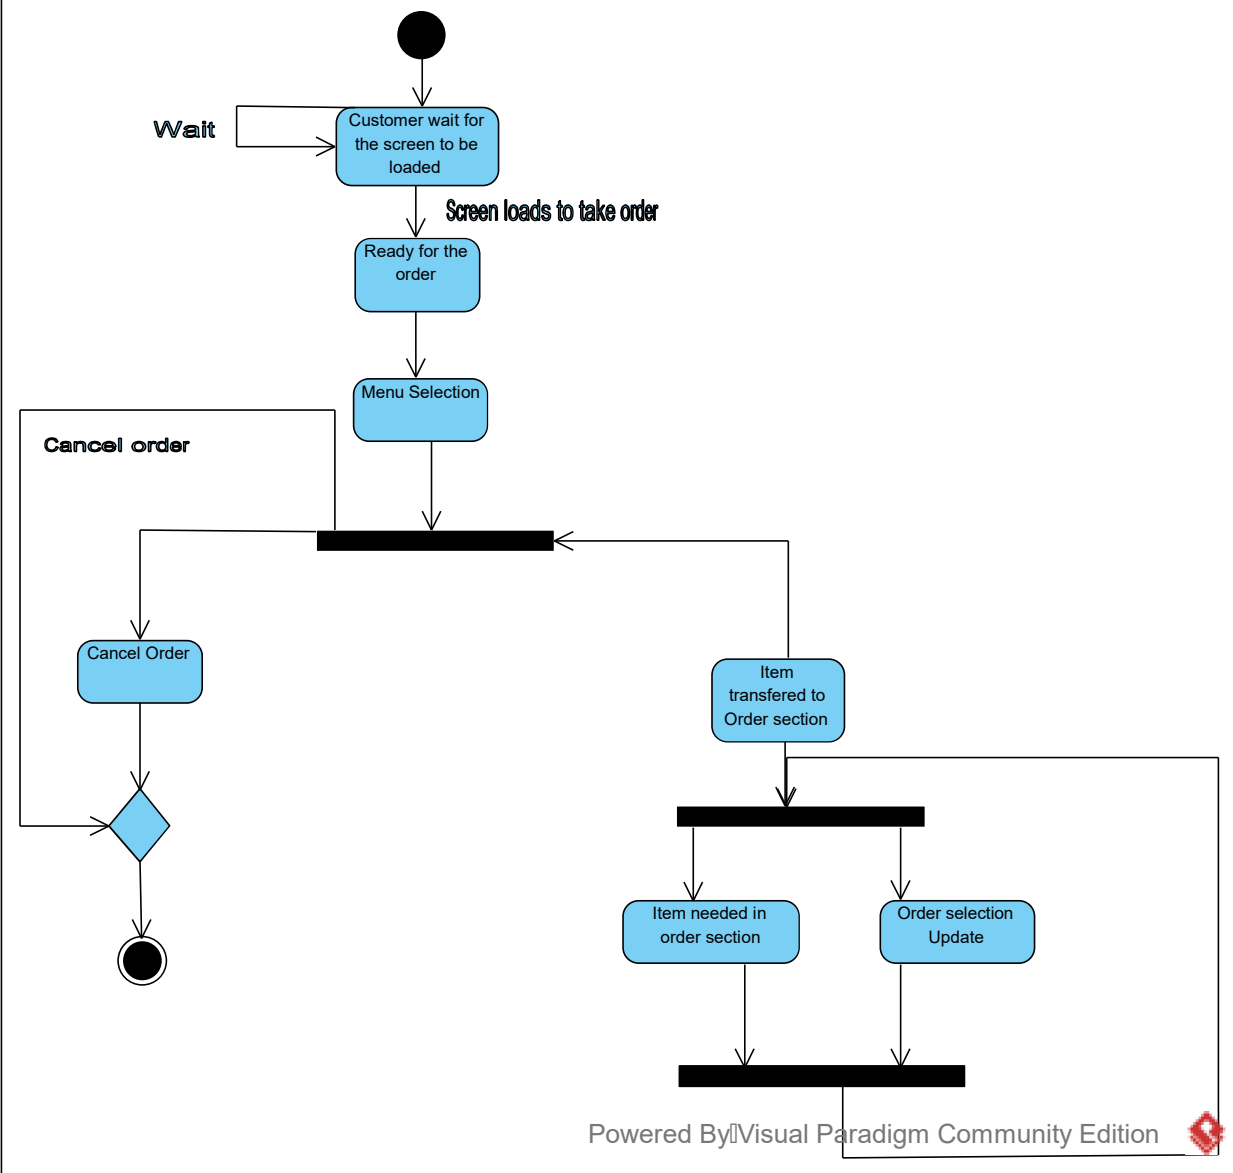 Customer wait for
the screen to be
loaded
Wait
Screen loads to take order
Ready for the
order
Menu Selection
Cancel order
Cancel Order
Item
transfered to
Order section
Item needed in
order section
Order selection
Update
Powered By Visual Paradigm Community Edition